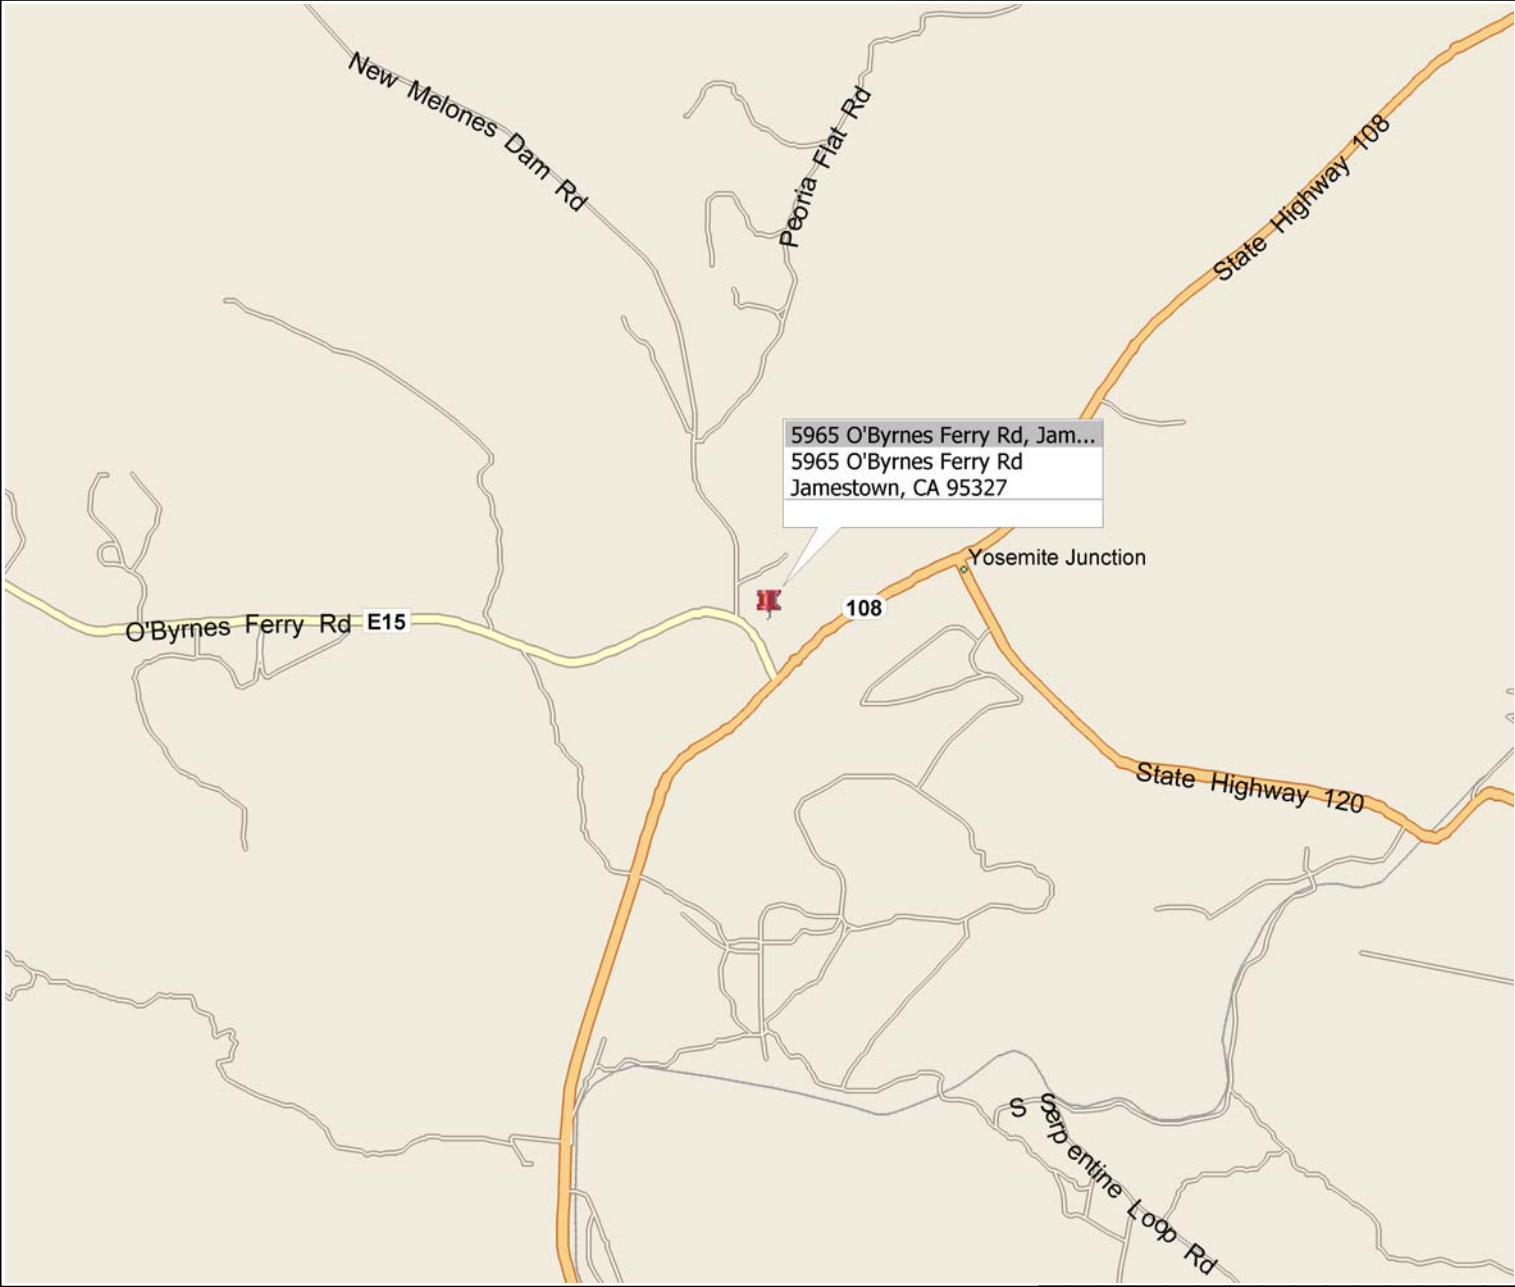 New Melones Dam Rd
Peoria Flat Rd
State Highway 108
5965 O'Byrnes Ferry Rd, Jam...
5965 O'Byrnes Ferry Rd
Jamestown, CA 95327
Yosemite Junction
108
O'Byrnes Ferry Rd
E15
State Highway 120
S Serpentine Loop Rd